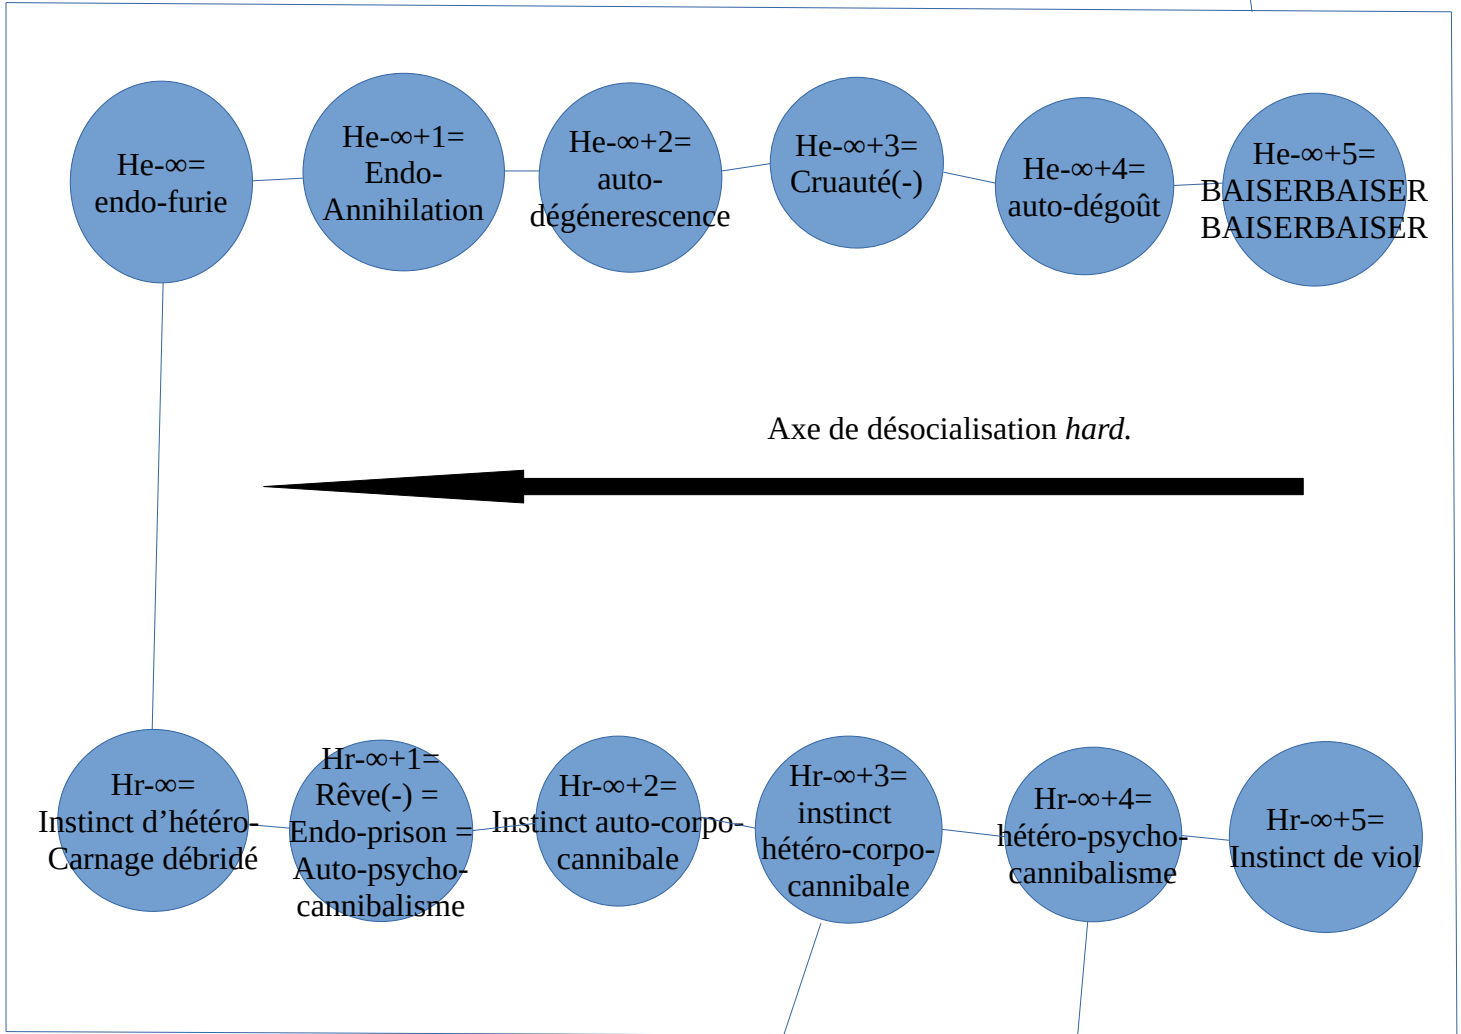 He-∞=
endo-furie
He-∞+1=
Endo-
Annihilation
He-∞+2=
auto-
dégénerescence
He-∞+3=
Cruauté(-)
He-∞+4=
auto-dégoût
He-∞+5=
BAISERBAISER
BAISERBAISER
Axe de désocialisation hard.
Hr-∞=
Instinct d’hétéro-
Carnage débridé
Hr-∞+1=
Rêve(-) =
Endo-prison =
Auto-psycho-
cannibalisme
Hr-∞+2=
Instinct auto-corpo-
cannibale
Hr-∞+3=
instinct
hétéro-corpo-
cannibale
Hr-∞+4=
hétéro-psycho-
cannibalisme
Hr-∞+5=
Instinct de viol